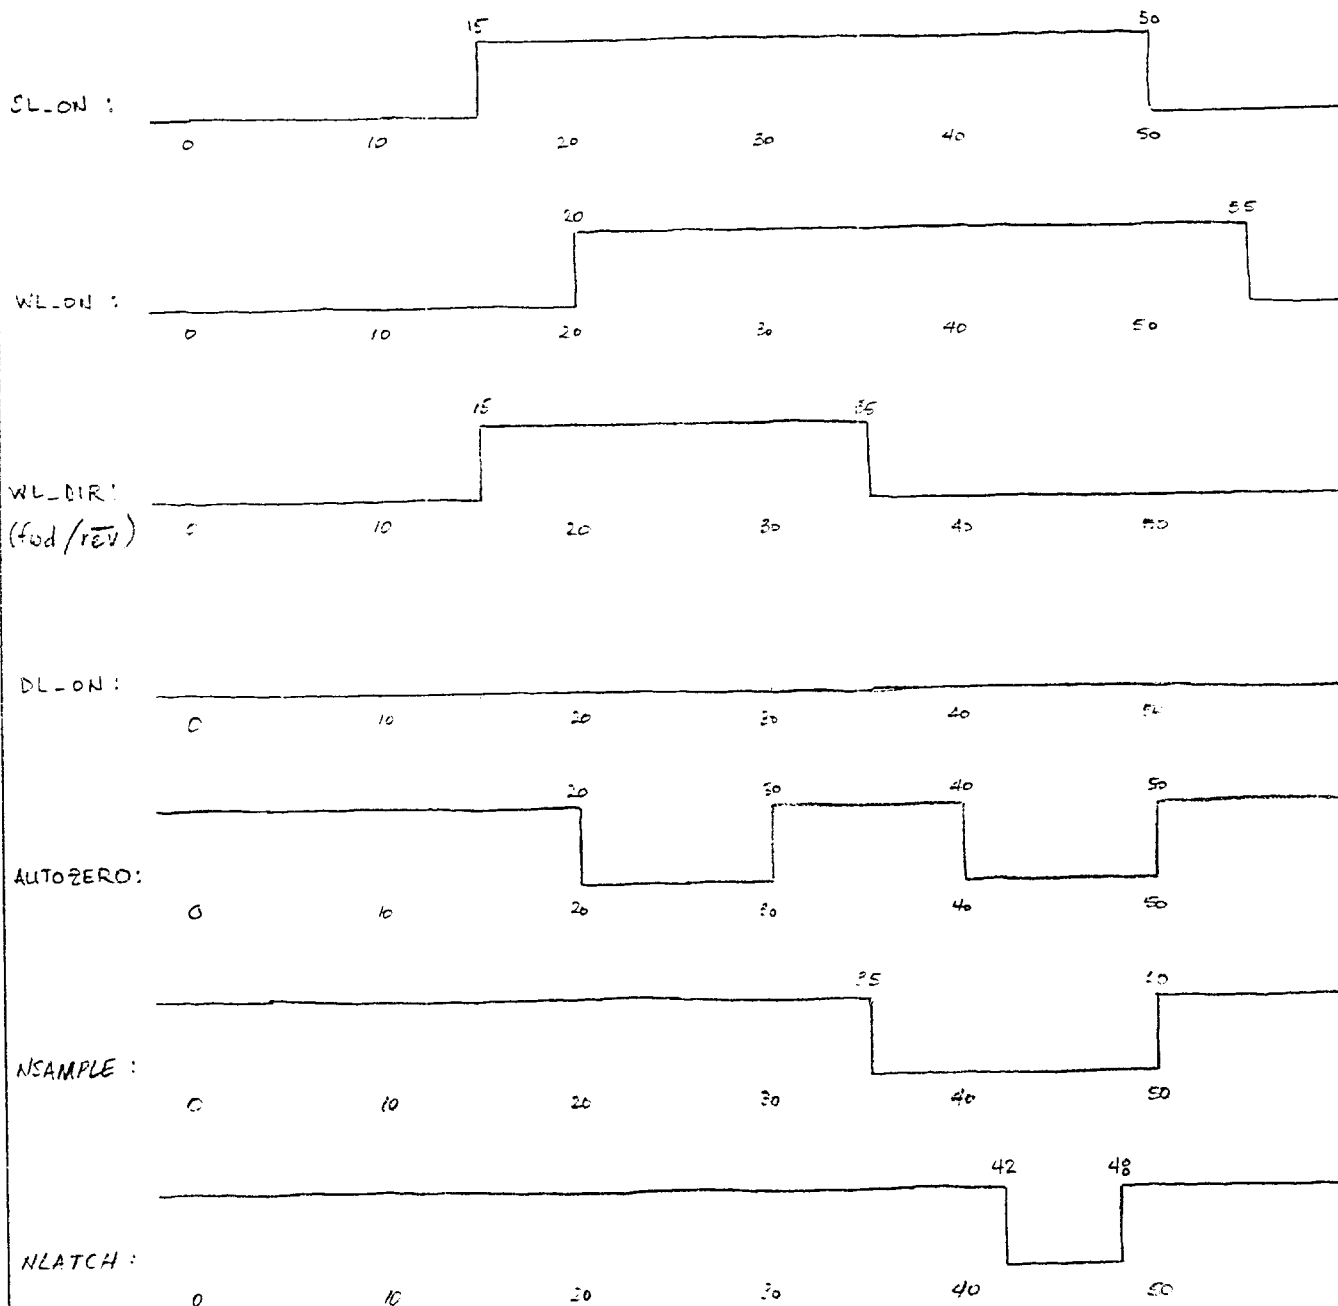 15 50
SL_ON :
0 10 20 30 40 50
20 55
WL_ON :
0 10 20 30 40 50
15 35
WL_DIR:
(fwd/rev)
0 10 20 30 40 50
DL_ON :
0 10 20 30 40 50
20 30 40 50
AUTOZERO:
0 10 20 30 40 50
35 50
NSAMPLE :
0 10 20 30 40 50
42 48
NLATCH :
0 10 20 30 40 50